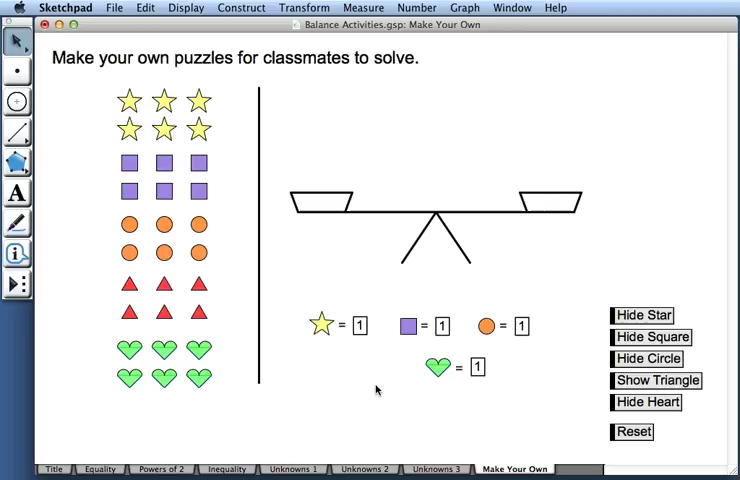 Sketchpad File Edit Display Construct Transform Measure Number Graph Window Help
Balance Activities.gsp: Make Your Own
Make your own puzzles for classmates to solve.
A
= 1 = 1 = 1
= 1
Hide Star
Hide Square
Hide Circle
Show Triangle
Hide Heart
Reset
Title Equality Powers of 2 Inequality Unknowns 1 Unknowns 2 Unknowns 3 Make Your Own